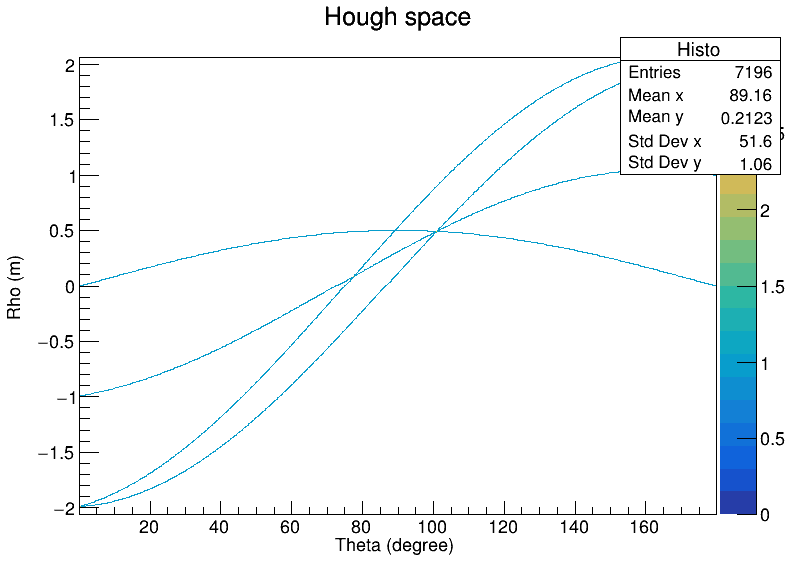 Hough space
Histo
Entries 7196
Mean x 89.16
Mean y 0.2123
Std Dev x 51.6
Std Dev y 1.06
2
1.5
1
0.5
0
−0.5
−1
−1.5
−2
Rho (m)
20 40 60 80 100 120 140 160
Theta (degree)
5
2
1.5
1
0.5
0